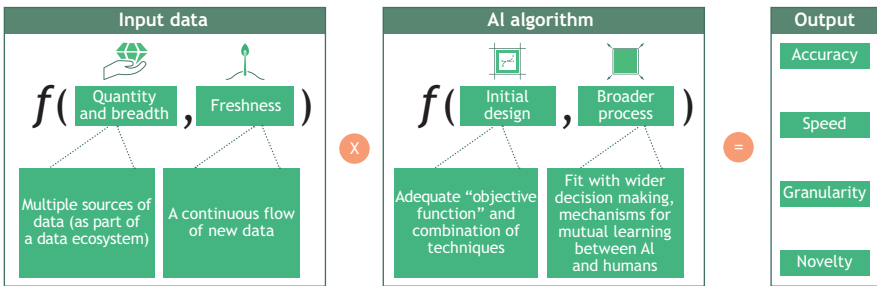 Input data
f( Quantity and breadth , Freshness )
Multiple sources of
data (as part of
a data ecosystem)
A continuous flow
of new data
X
AI algorithm
f( Initial design , Broader process )
Adequate “objective
function” and
combination of
techniques
Fit with wider
decision making,
mechanisms for
mutual learning
between AI
and humans
=
Output
Accuracy
Speed
Granularity
Novelty